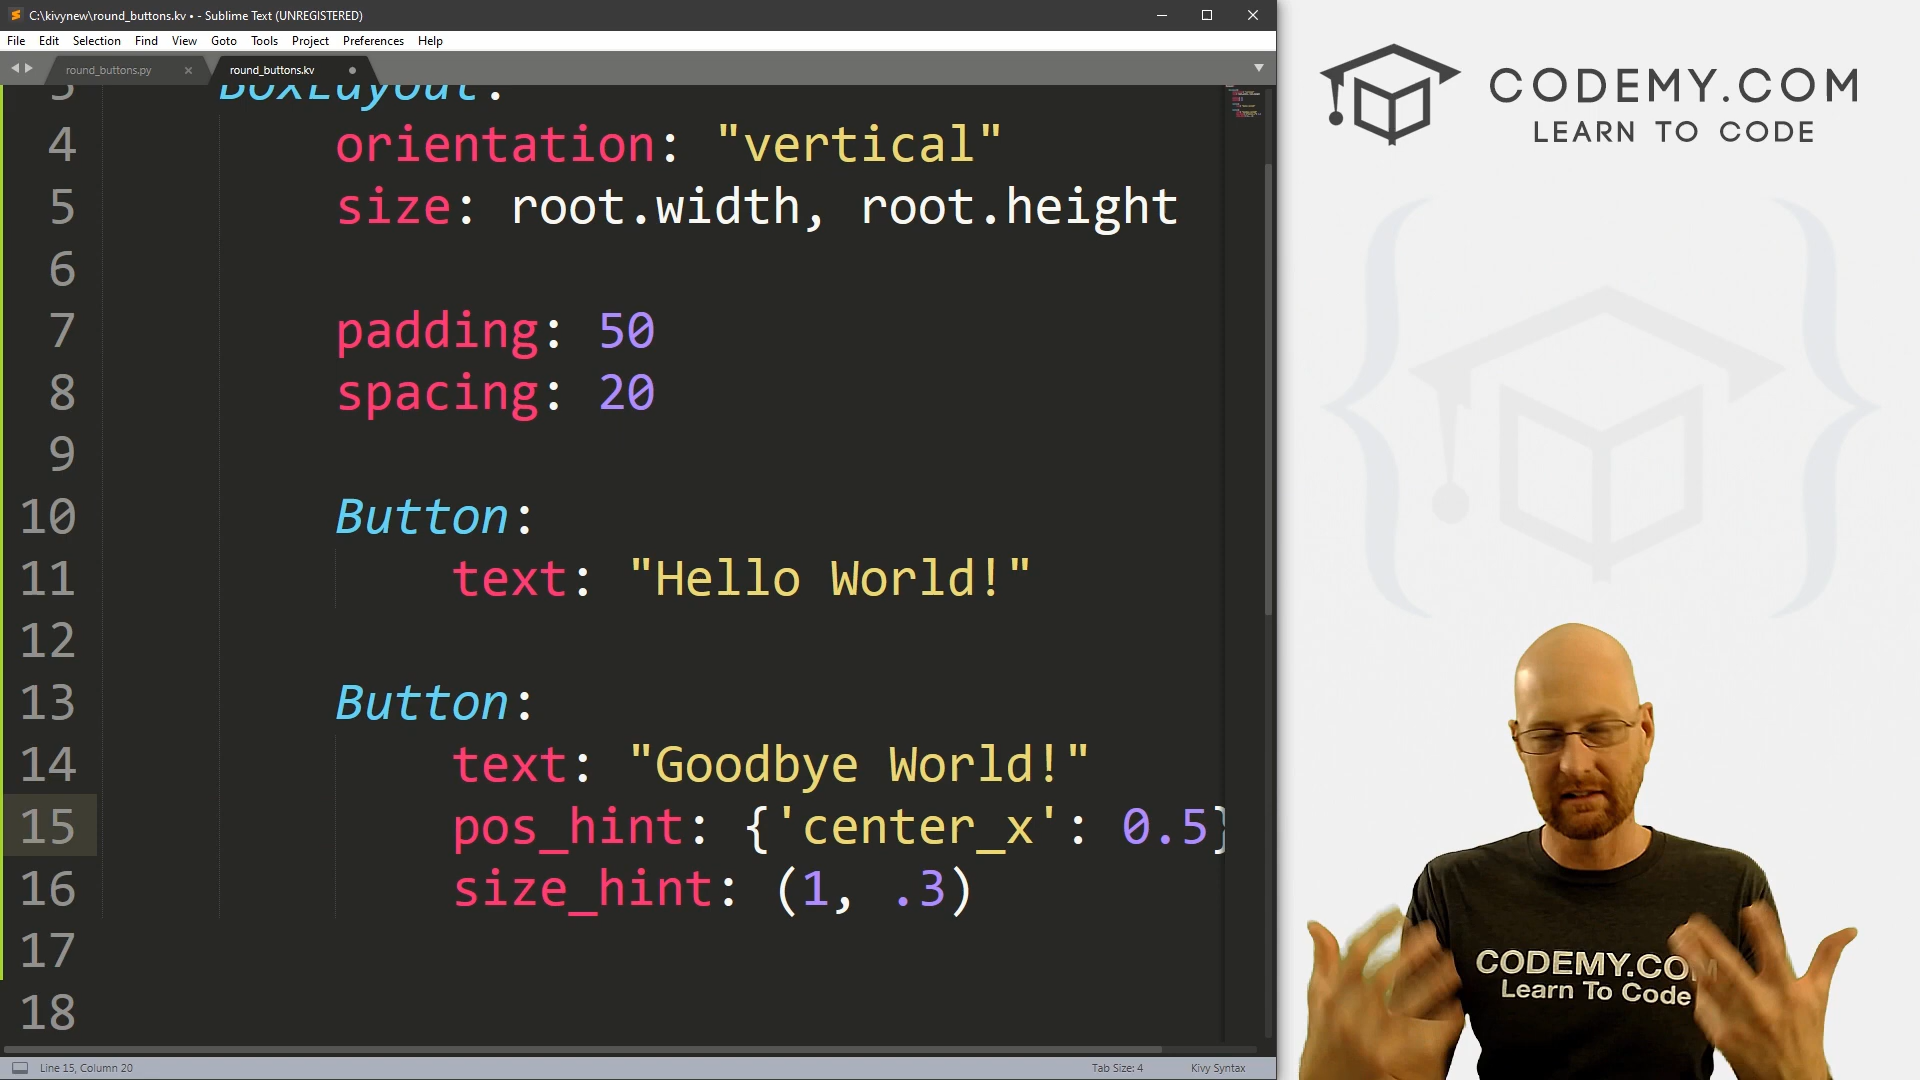 C:\kivynew\round_buttons.kv • - Sublime Text (UNREGISTERED)
File Edit Selection Find View Goto Tools Project Preferences Help
round_buttons.py
round_buttons.kv
3 BoxLayout:
4 orientation: "vertical"
5 size: root.width, root.height
6
7 padding: 50
8 spacing: 20
9
10 Button:
11 text: "Hello World!"
12
13 Button:
14 text: "Goodbye World!"
15 pos_hint: {'center_x': 0.5}
16 size_hint: (1, .3)
17
18
Line 15, Column 20
Tab Size: 4
Kivy Syntax
CODEMY.COM
LEARN TO CODE
CODEMY.COM
Learn To Code